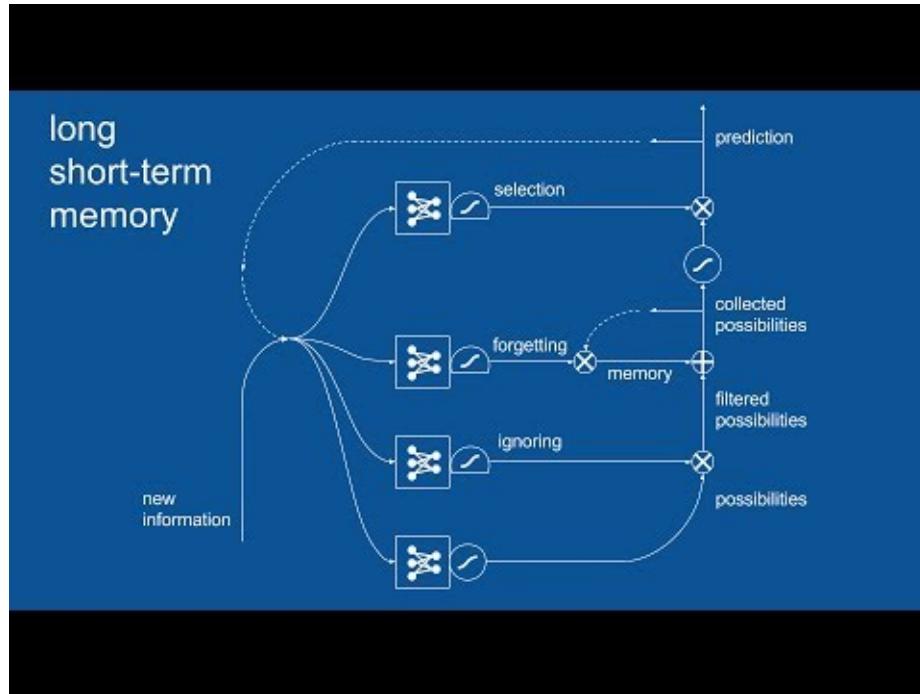 long
short-term
memory
prediction
selection
collected
possibilities
forgetting
memory
filtered
possibilities
ignoring
new
information
possibilities